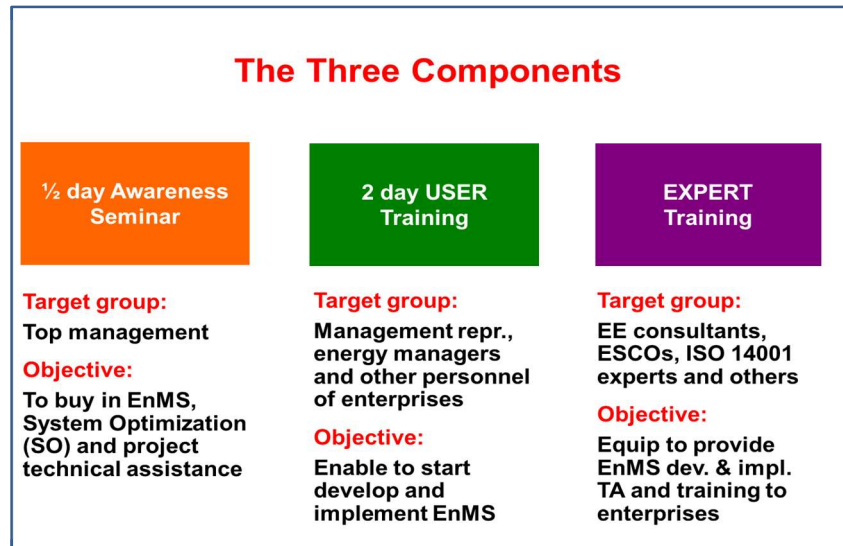 The Three Components
½ day Awareness
Seminar
Target group:
Top management
Objective:
To buy in EnMS,
System Optimization
(SO) and project
technical assistance
2 day USER
Training
Target group:
Management repr.,
energy managers
and other personnel
of enterprises
Objective:
Enable to start
develop and
implement EnMS
EXPERT
Training
Target group:
EE consultants,
ESCOs, ISO 14001
experts and others
Objective:
Equip to provide
EnMS dev. & impl.
TA and training to
enterprises